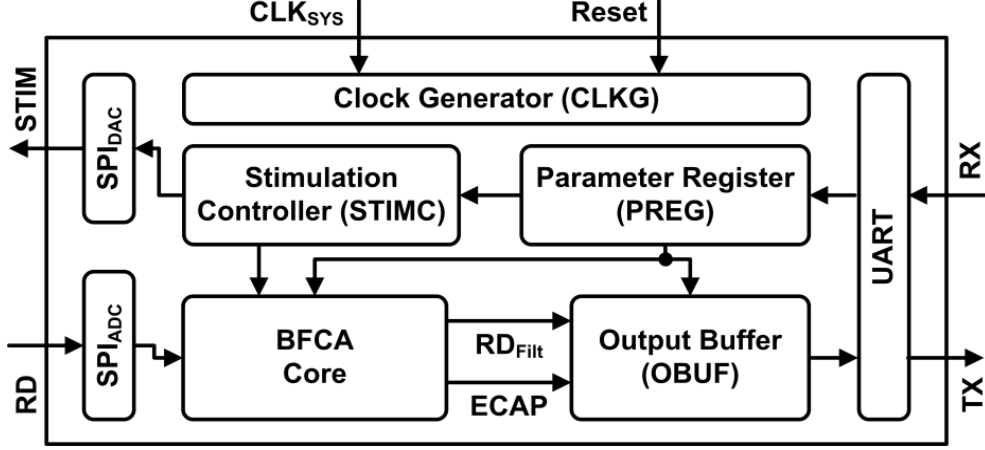 CLKSYS
Reset
Clock Generator (CLKG)
STIM
SPIDAC
Stimulation
Controller (STIMC)
Parameter Register
(PREG)
UART
RX
RD
SPIADC
BFCA
Core
RDFilt
ECAP
Output Buffer
(OBUF)
TX